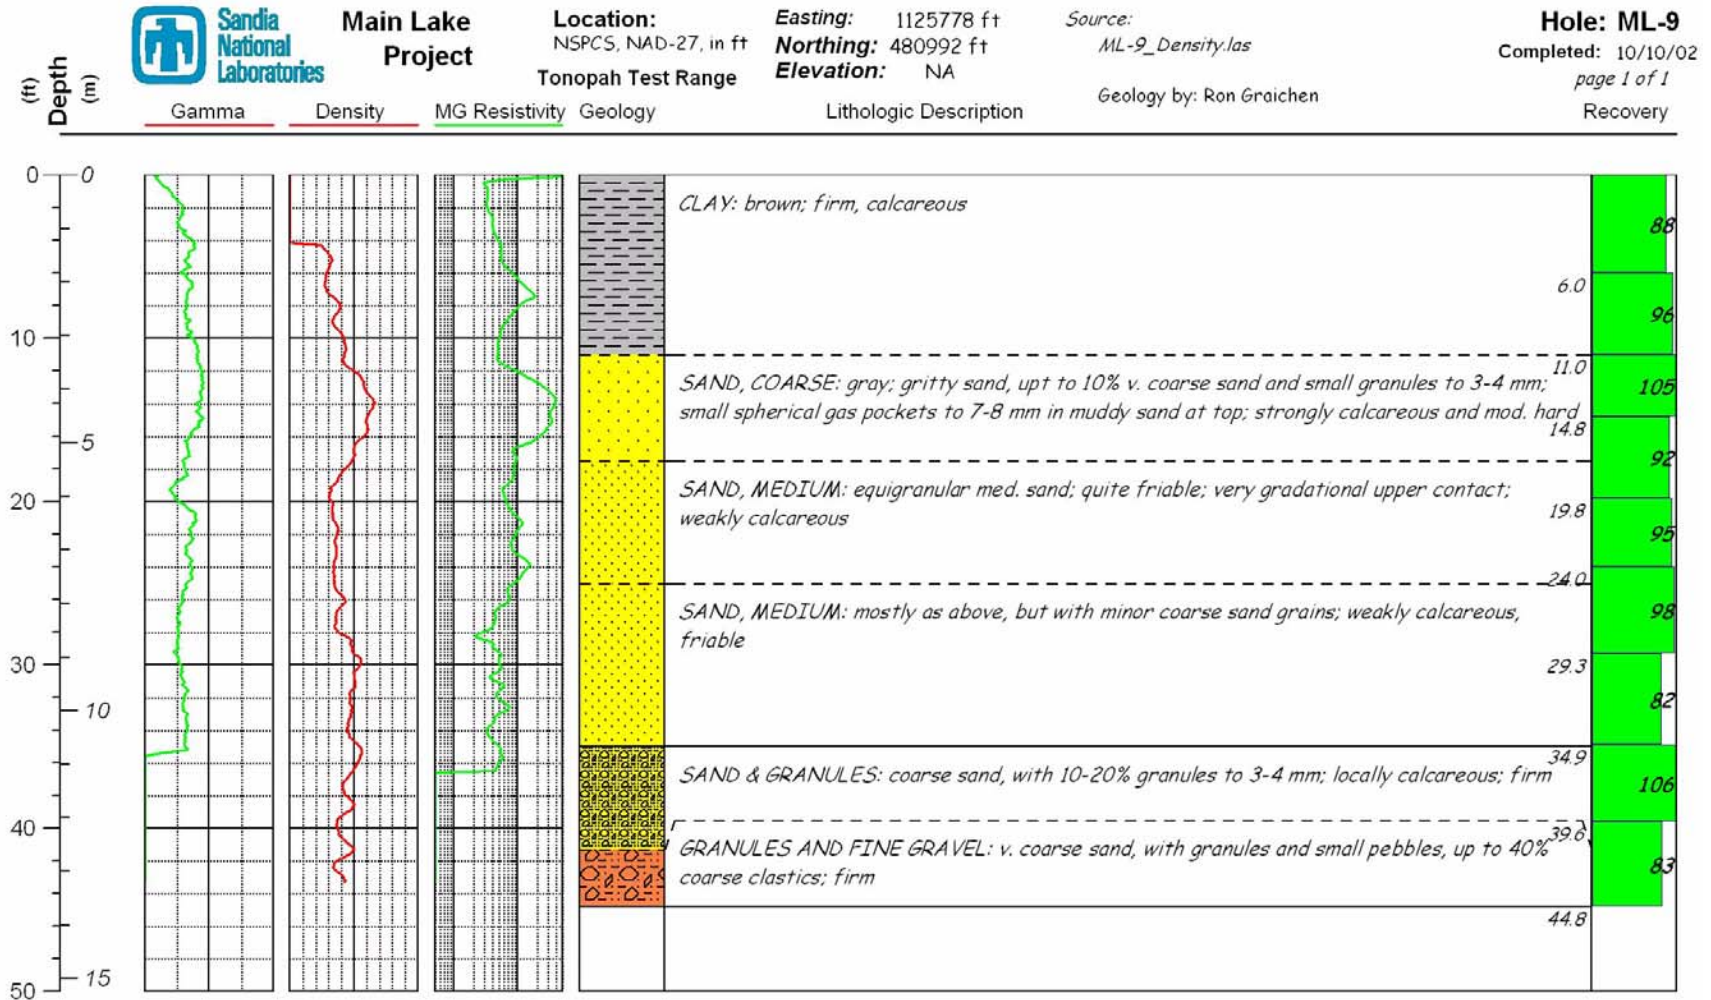 Sandia
National
Laboratories
Main Lake
Project
Location:
NSPCS, NAD-27, in ft
Tonopah Test Range
Easting: 1125778 ft
Northing: 480992 ft
Elevation: NA
Source:
ML-9_Density.las
Geology by: Ron Graichen
Hole: ML-9
Completed: 10/10/02
page 1 of 1
(ft) Depth (m)
Gamma Density MG Resistivity Geology Lithologic Description Recovery
0 0
CLAY: brown; firm, calcareous
88
6.0
96
10
11.0
SAND, COARSE: gray; gritty sand, upt to 10% v. coarse sand and small granules to 3-4 mm;
105
small spherical gas pockets to 7-8 mm in muddy sand at top; strongly calcareous and mod. hard
14.8
5
92
SAND, MEDIUM: equigranular med. sand; quite friable; very gradational upper contact;
20
19.8
weakly calcareous
95
24.0
SAND, MEDIUM: mostly as above, but with minor coarse sand grains; weakly calcareous,
98
friable
30
29.3
82
10
34.9
SAND & GRANULES: coarse sand, with 10-20% granules to 3-4 mm; locally calcareous; firm
106
40
39.6
GRANULES AND FINE GRAVEL: v. coarse sand, with granules and small pebbles, up to 40%
83
coarse clastics; firm
44.8
15
50